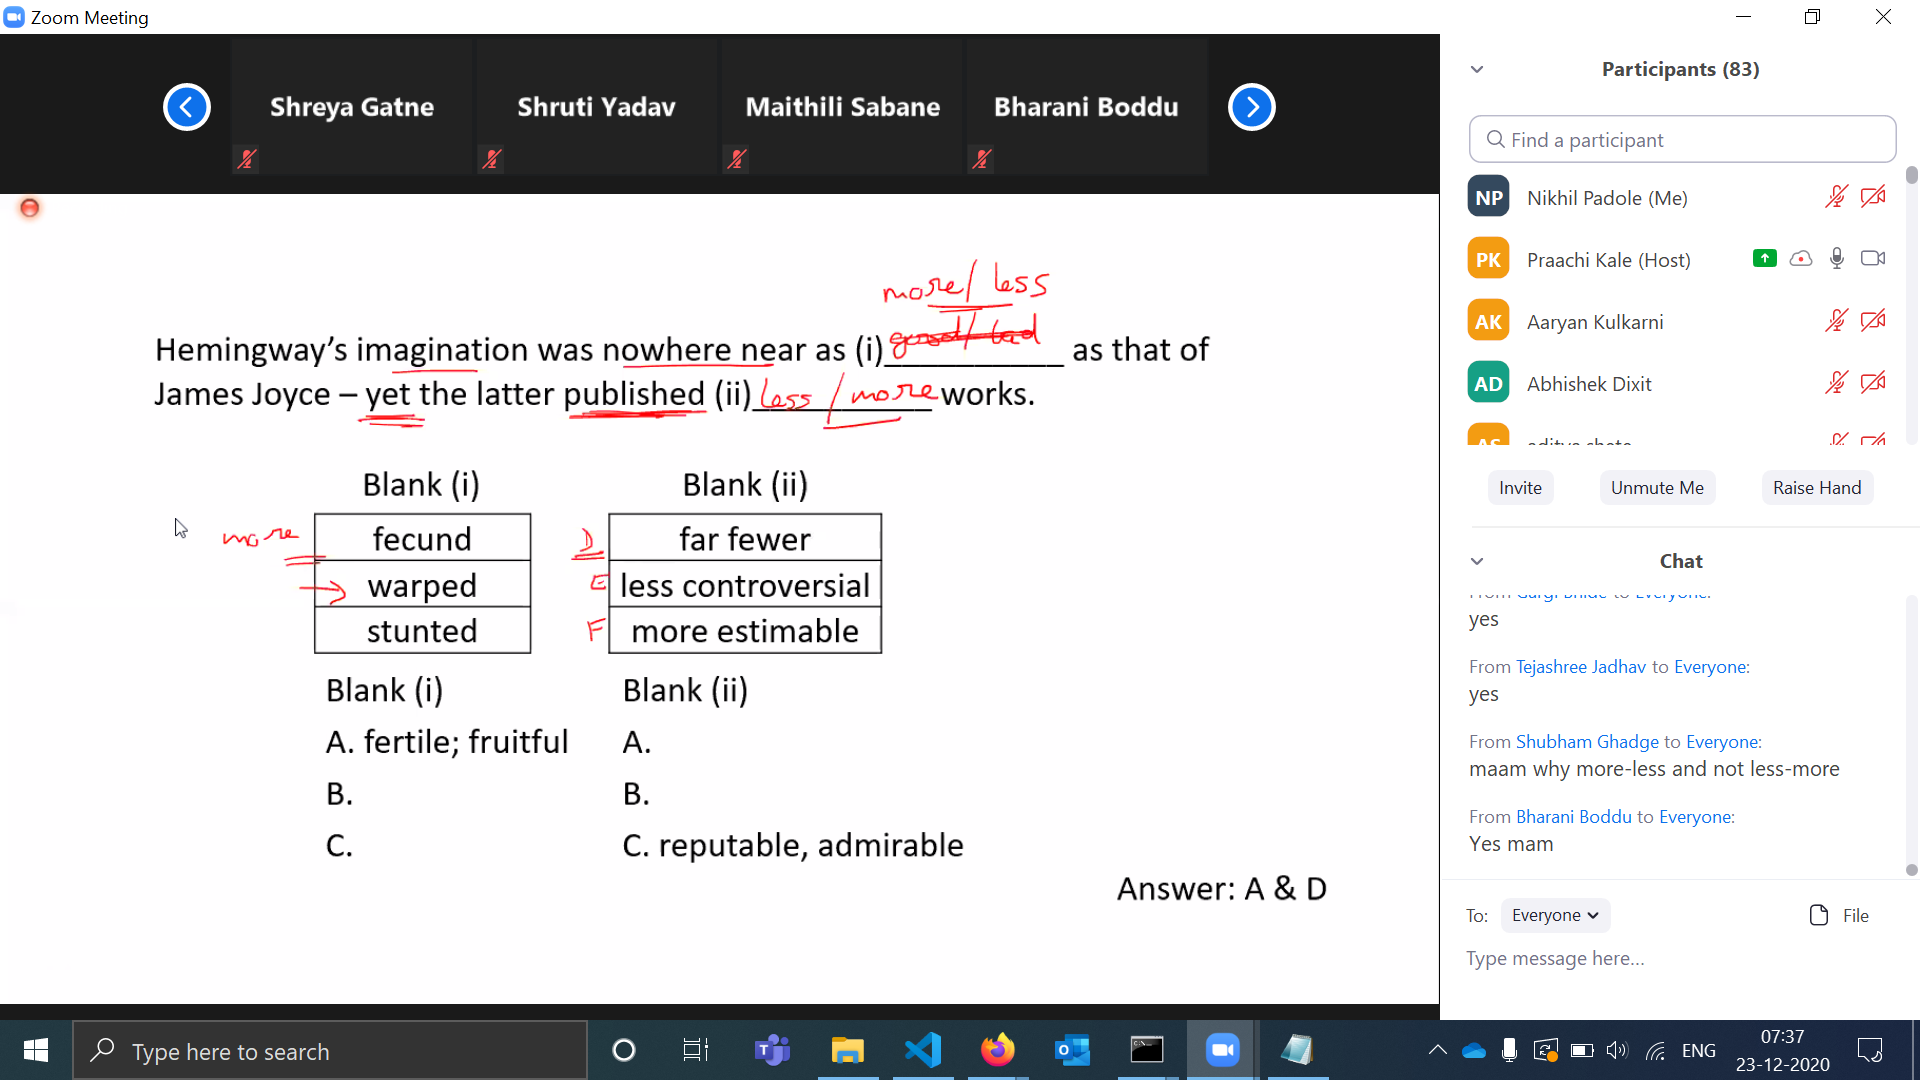 Zoom Meeting
Shreya Gatne
Shruti Yadav
Maithili Sabane
Bharani Boddu
more/ less
good/bad
Hemingway's imagination was nowhere near as (i)__________ as that of
James Joyce – yet the latter published (ii) less / more works.
Blank (i) Blank (ii)
more fecund D far fewer
→ warped E less controversial
stunted F more estimable
Blank (i) Blank (ii)
A. fertile; fruitful A.
B. B.
C. C. reputable, admirable
Answer: A & D
Participants (83)
Find a participant
NP Nikhil Padole (Me)
PK Praachi Kale (Host)
AK Aaryan Kulkarni
AD Abhishek Dixit
Invite Unmute Me Raise Hand
Chat
yes
From Tejashree Jadhav to Everyone:
yes
From Shubham Ghadge to Everyone:
maam why more-less and not less-more
From Bharani Boddu to Everyone:
Yes mam
To: Everyone File
Type message here...
Type here to search
ENG
07:37
23-12-2020